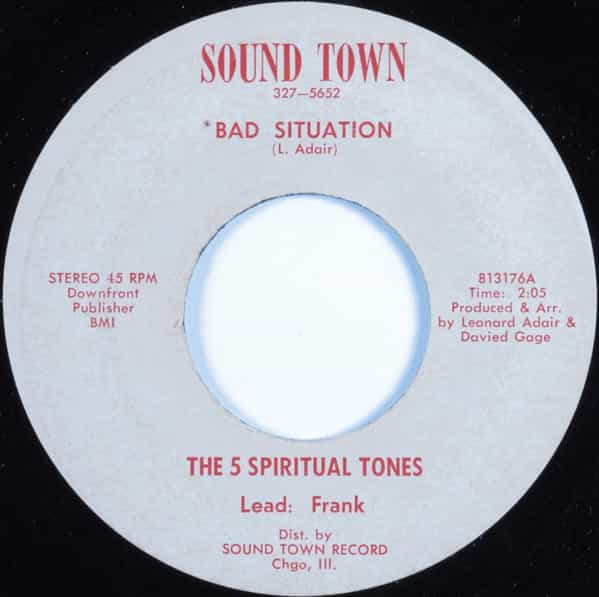 SOUND TOWN
327—5652
BAD SITUATION
(L. Adair)
STEREO 45 RPM
Downfront
Publisher
BMI
813176A
Time: 2:05
Produced & Arr.
by Leonard Adair &
Davied Gage
THE 5 SPIRITUAL TONES
Lead: Frank
Dist. by
SOUND TOWN RECORD
Chgo, Ill.